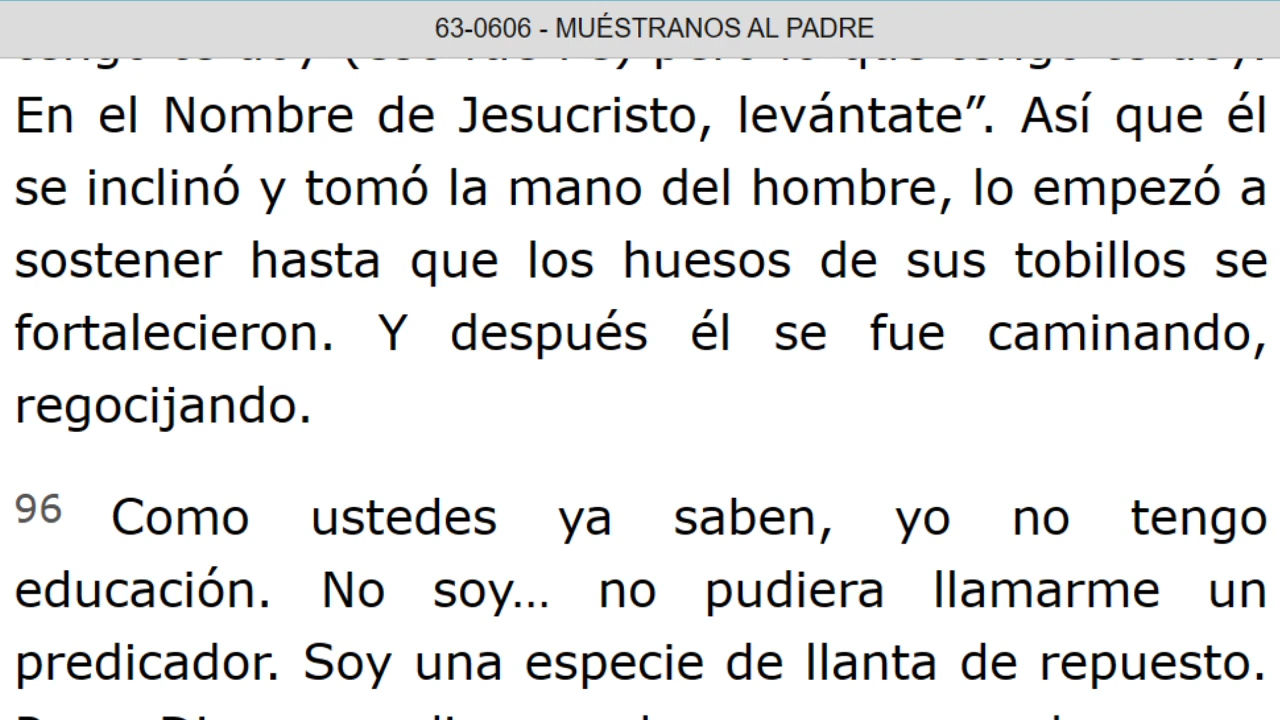 63-0606 - MUÉSTRANOS AL PADRE
En el Nombre de Jesucristo, levántate”. Así que él
se inclinó y tomó la mano del hombre, lo empezó a
sostener hasta que los huesos de sus tobillos se
fortalecieron. Y después él se fue caminando,
regocijando.
96 Como ustedes ya saben, yo no tengo
educación. No soy... no pudiera llamarme un
predicador. Soy una especie de llanta de repuesto.